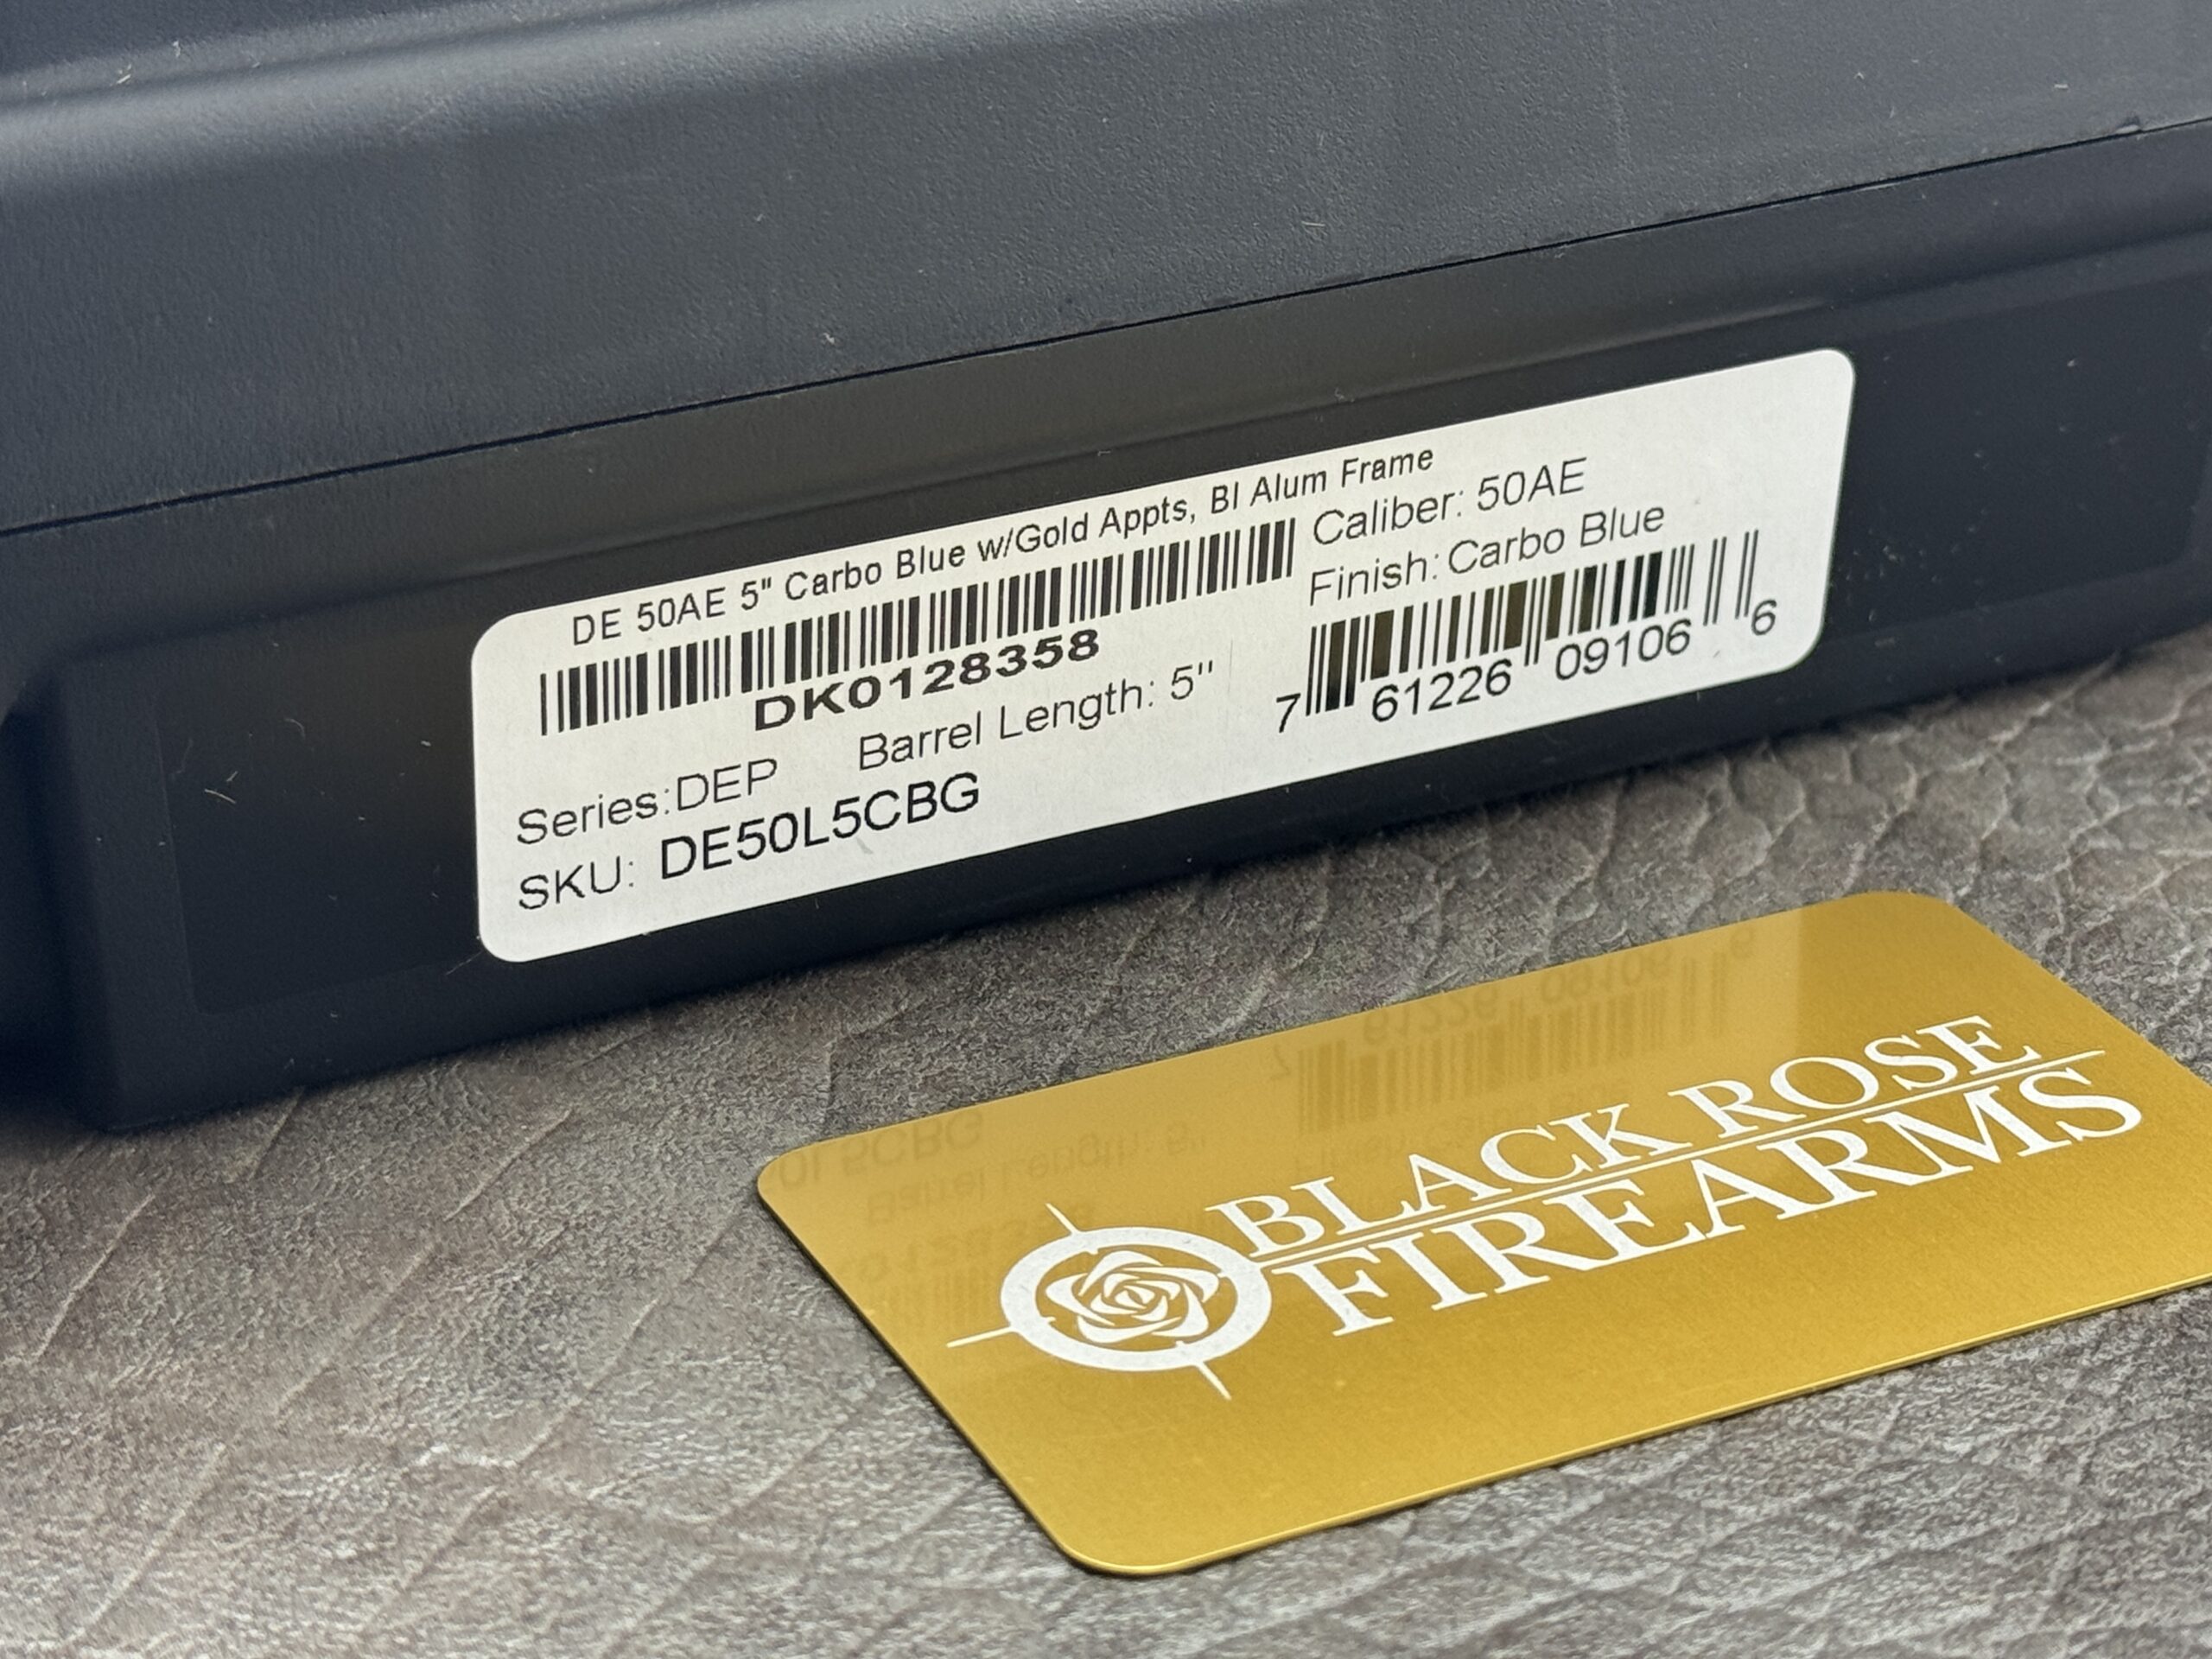 DE 50AE 5" Carbo Blue w/Gold Appts, Bl Alum Frame
DK0128358
Caliber: 50AE
Finish: Carbo Blue
Series:DEP Barrel Length: 5"
7 61226 09106 6
SKU: DE50L5CBG
BLACK ROSE
FIREARMS